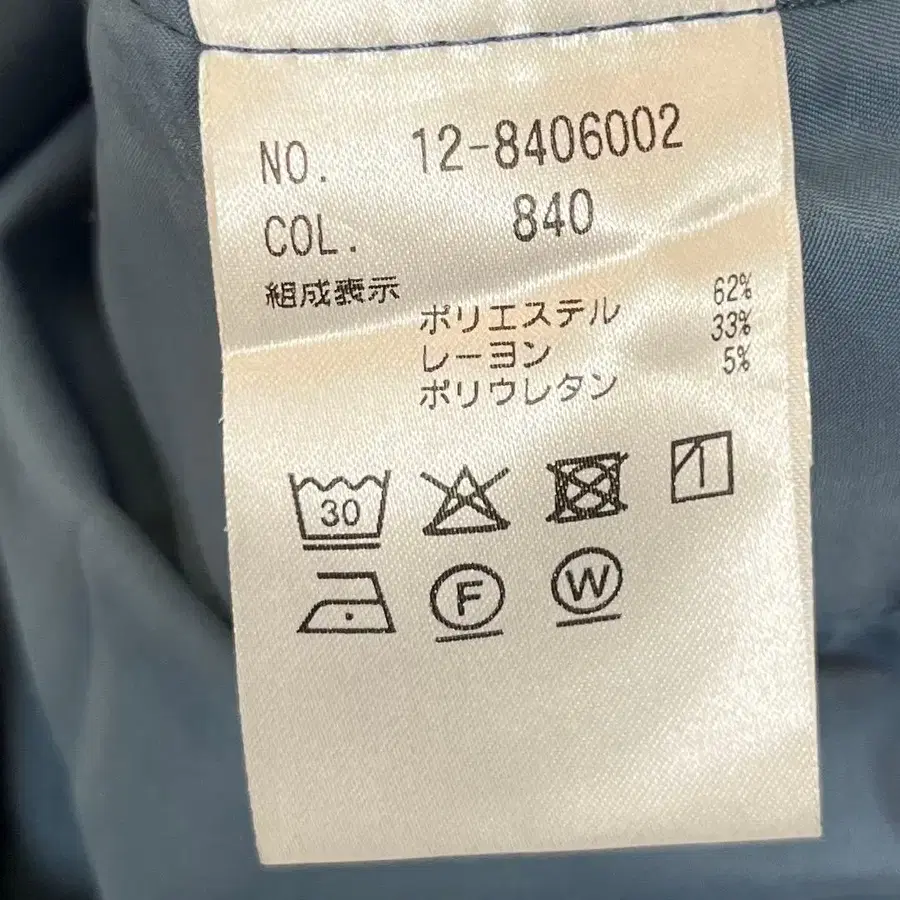 NO. 12-8406002
COL. 840
組成表示
ポリエステル 62%
レーヨン 33%
ポリウレタン 5%
30
F W